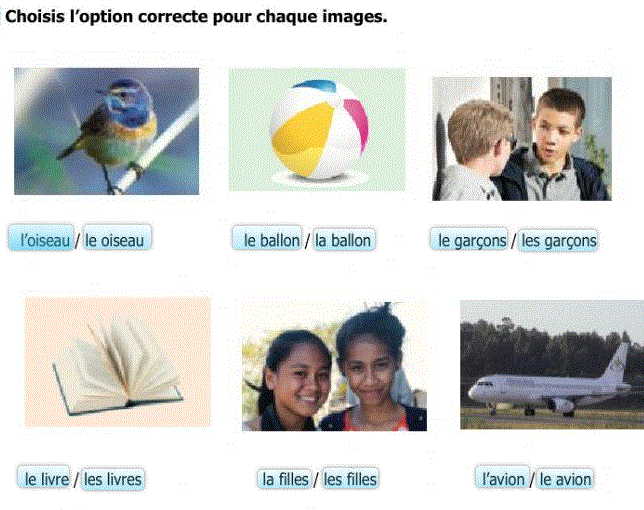 Choisis l'option correcte pour chaque images.
l'oiseau / le oiseau
le ballon / la ballon
le garçons / les garçons
le livre / les livres
la filles / les filles
l'avion / le avion